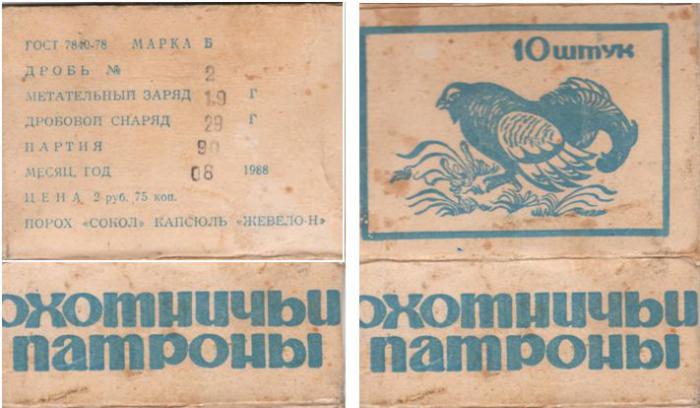 ГОСТ 7840-78 МАРКА Б
ДРОБЬ № 2
МЕТАТЕЛЬНЫЙ ЗАРЯД 1.9 Г
ДРОБОВОЙ СНАРЯД 29 Г
ПАРТИЯ 90
МЕСЯЦ, ГОД 06 1988
ЦЕНА 2 руб. 75 коп.
ПОРОХ «СОКОЛ» КАПСЮЛЬ «ЖЕВЕЛО-Н»
охотничьи
патроны
10 штук
охотничьи
патроны